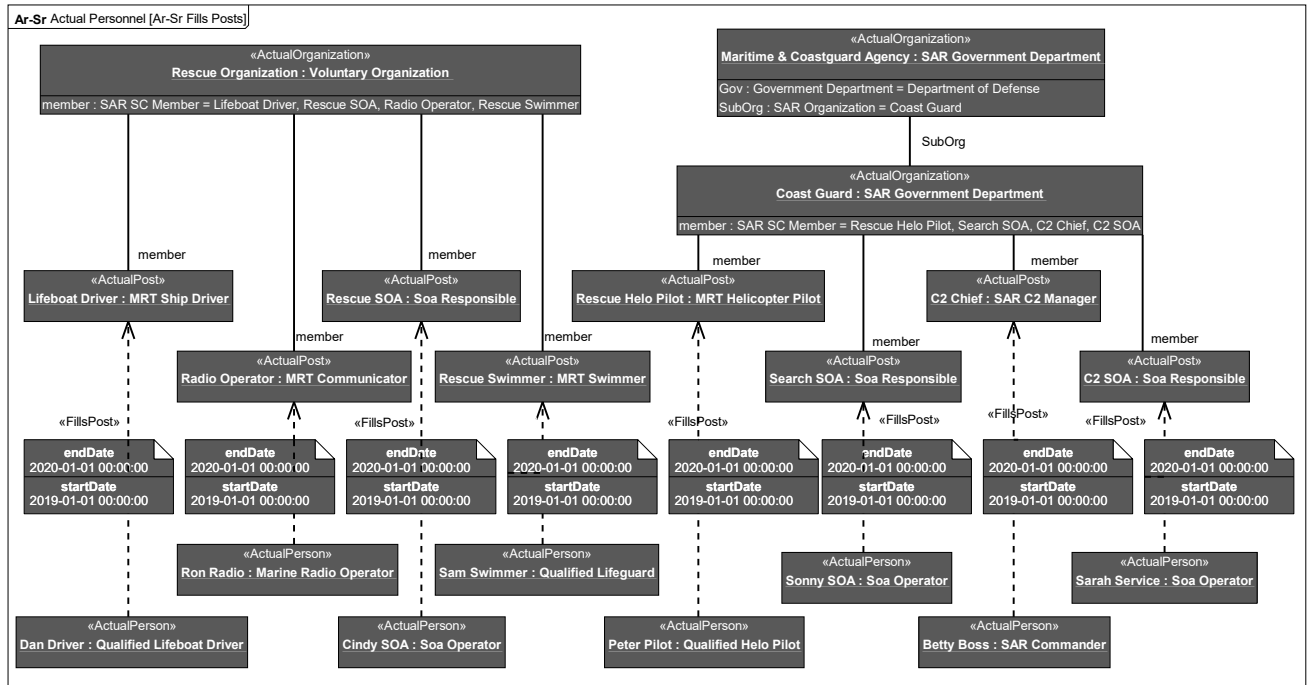 Ar-Sr Actual Personnel [Ar-Sr Fills Posts]
«ActualOrganization»
Rescue Organization : Voluntary Organization
member : SAR SC Member = Lifeboat Driver, Rescue SOA, Radio Operator, Rescue Swimmer
«ActualOrganization»
Maritime & Coastguard Agency : SAR Government Department
Gov : Government Department = Department of Defense
SubOrg : SAR Organization = Coast Guard
SubOrg
«ActualOrganization»
Coast Guard : SAR Government Department
member : SAR SC Member = Rescue Helo Pilot, Search SOA, C2 Chief, C2 SOA
member
member
member
member
«ActualPost»
Lifeboat Driver : MRT Ship Driver
«ActualPost»
Rescue SOA : Soa Responsible
«ActualPost»
Rescue Helo Pilot : MRT Helicopter Pilot
«ActualPost»
C2 Chief : SAR C2 Manager
member
member
member
member
«ActualPost»
Radio Operator : MRT Communicator
«ActualPost»
Rescue Swimmer : MRT Swimmer
«ActualPost»
Search SOA : Soa Responsible
«ActualPost»
C2 SOA : Soa Responsible
«FillsPost»
«FillsPost»
«FillsPost»
«FillsPost»
«FillsPost»
«FillsPost»
endDate
2020-01-01 00:00:00
startDate
2019-01-01 00:00:00
endDate
2020-01-01 00:00:00
startDate
2019-01-01 00:00:00
endDate
2020-01-01 00:00:00
startDate
2019-01-01 00:00:00
endDate
2020-01-01 00:00:00
startDate
2019-01-01 00:00:00
endDate
2020-01-01 00:00:00
startDate
2019-01-01 00:00:00
endDate
2020-01-01 00:00:00
startDate
2019-01-01 00:00:00
endDate
2020-01-01 00:00:00
startDate
2019-01-01 00:00:00
endDate
2020-01-01 00:00:00
startDate
2019-01-01 00:00:00
«ActualPerson»
Ron Radio : Marine Radio Operator
«ActualPerson»
Sam Swimmer : Qualified Lifeguard
«ActualPerson»
Sonny SOA : Soa Operator
«ActualPerson»
Sarah Service : Soa Operator
«ActualPerson»
Dan Driver : Qualified Lifeboat Driver
«ActualPerson»
Cindy SOA : Soa Operator
«ActualPerson»
Peter Pilot : Qualified Helo Pilot
«ActualPerson»
Betty Boss : SAR Commander